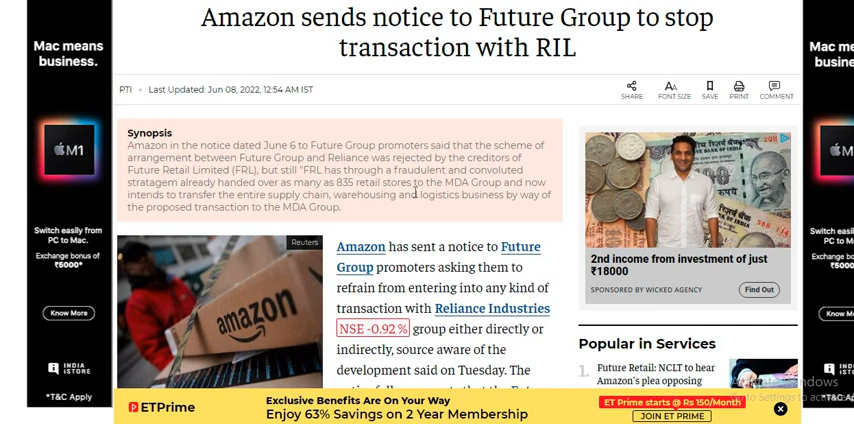 Amazon sends notice to Future Group to stop
transaction with RIL
PTI • Last Updated: Jun 08, 2022, 12:54 AM IST
SHARE
FONT SIZE
SAVE
PRINT
COMMENT
Mac means
business.
M1
Switch easily from
PC to Mac.
Exchange bonus of
₹5000*
Know More
INDIA
ISTORE
*T&C Apply
Synopsis
Amazon in the notice dated June 6 to Future Group promoters said that the scheme of
arrangement between Future Group and Reliance was rejected by the creditors of
Future Retail Limited (FRL), but still "FRL has through a fraudulent and convoluted
stratagem already handed over as many as 835 retail stores to the MDA Group and now
intends to transfer the entire supply chain, warehousing and logistics business by way of
the proposed transaction to the MDA Group.
Reuters
amazon
Amazon has sent a notice to Future
Group promoters asking them to
refrain from entering into any kind of
transaction with Reliance Industries
NSE -0.92 % group either directly or
indirectly, source aware of the
development said on Tuesday. The
2nd income from investment of just
₹18000
SPONSORED BY WICKED AGENCY
Find Out
Popular in Services
1. Future Retail: NCLT to hear
Amazon's plea opposing
Mac me
busine
M1
Switch easi
PC to Ma
Exchange bo
₹5000
Know M
IN
IS
*T&C Ap
ETPrime
Exclusive Benefits Are On Your Way
Enjoy 63% Savings on 2 Year Membership
ET Prime starts @ Rs 150/Month
JOIN ET PRIME